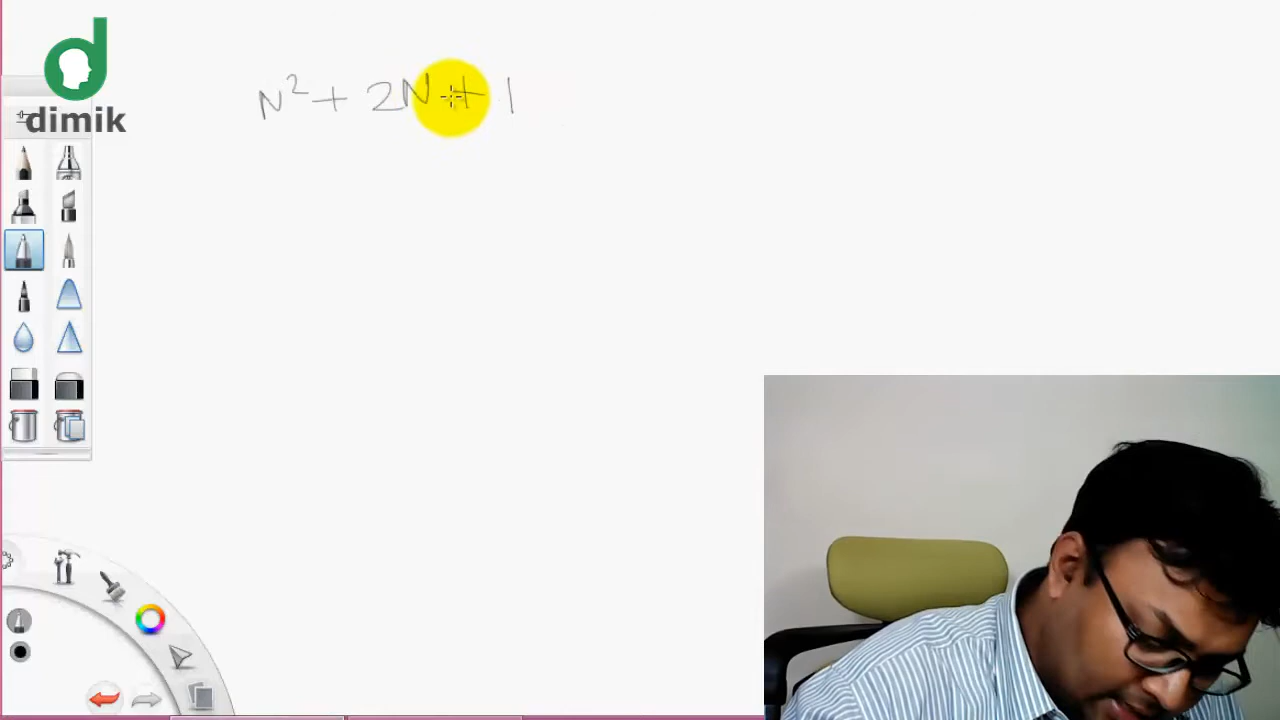 dimik
N² + 2N + 1